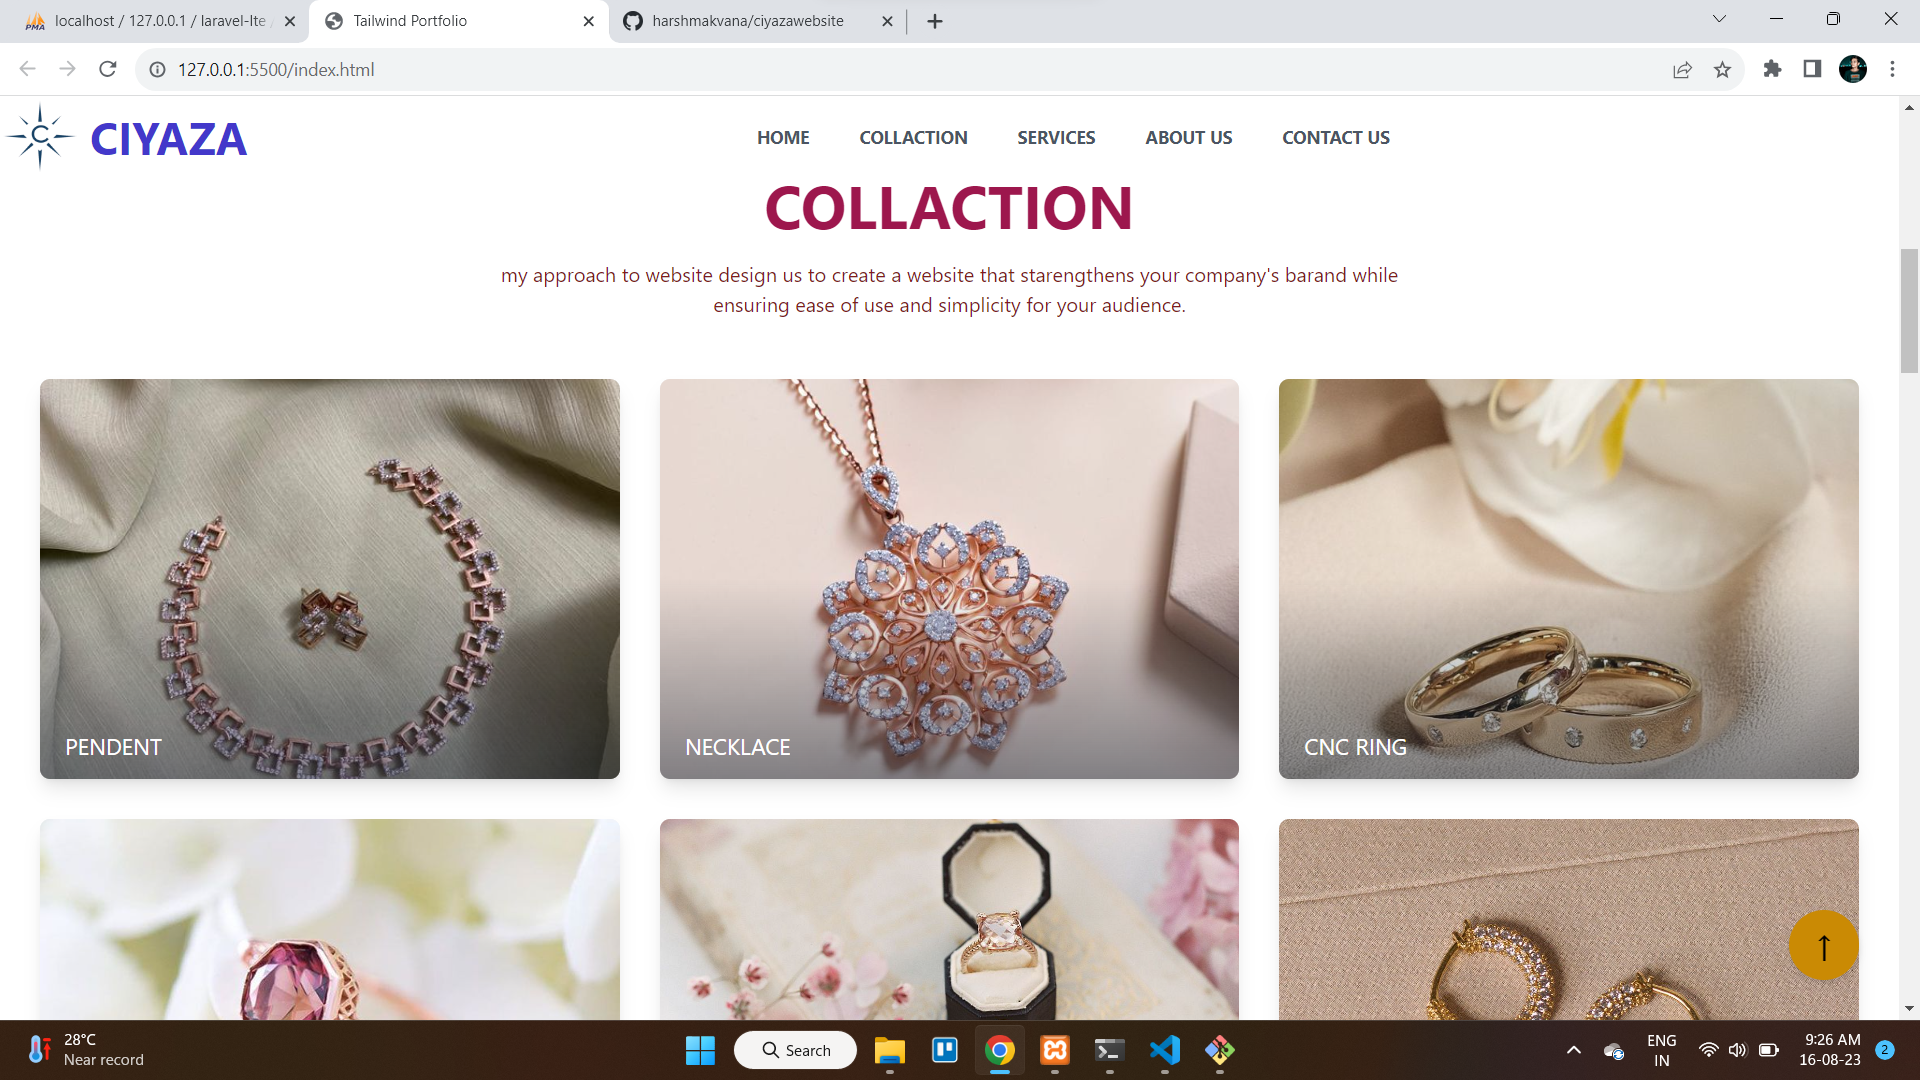 localhost / 127.0.0.1 / laravel-lte
Tailwind Portfolio
harshmakvana/ciyazawebsite
127.0.0.1:5500/index.html
C
CIYAZA
HOME
COLLACTION
SERVICES
ABOUT US
CONTACT US
COLLACTION
my approach to website design us to create a website that starengthens your company's barand while
ensuring ease of use and simplicity for your audience.
PENDENT
NECKLACE
CNC RING
28°C
Near record
Search
ENG
IN
9:26 AM
16-08-23
2